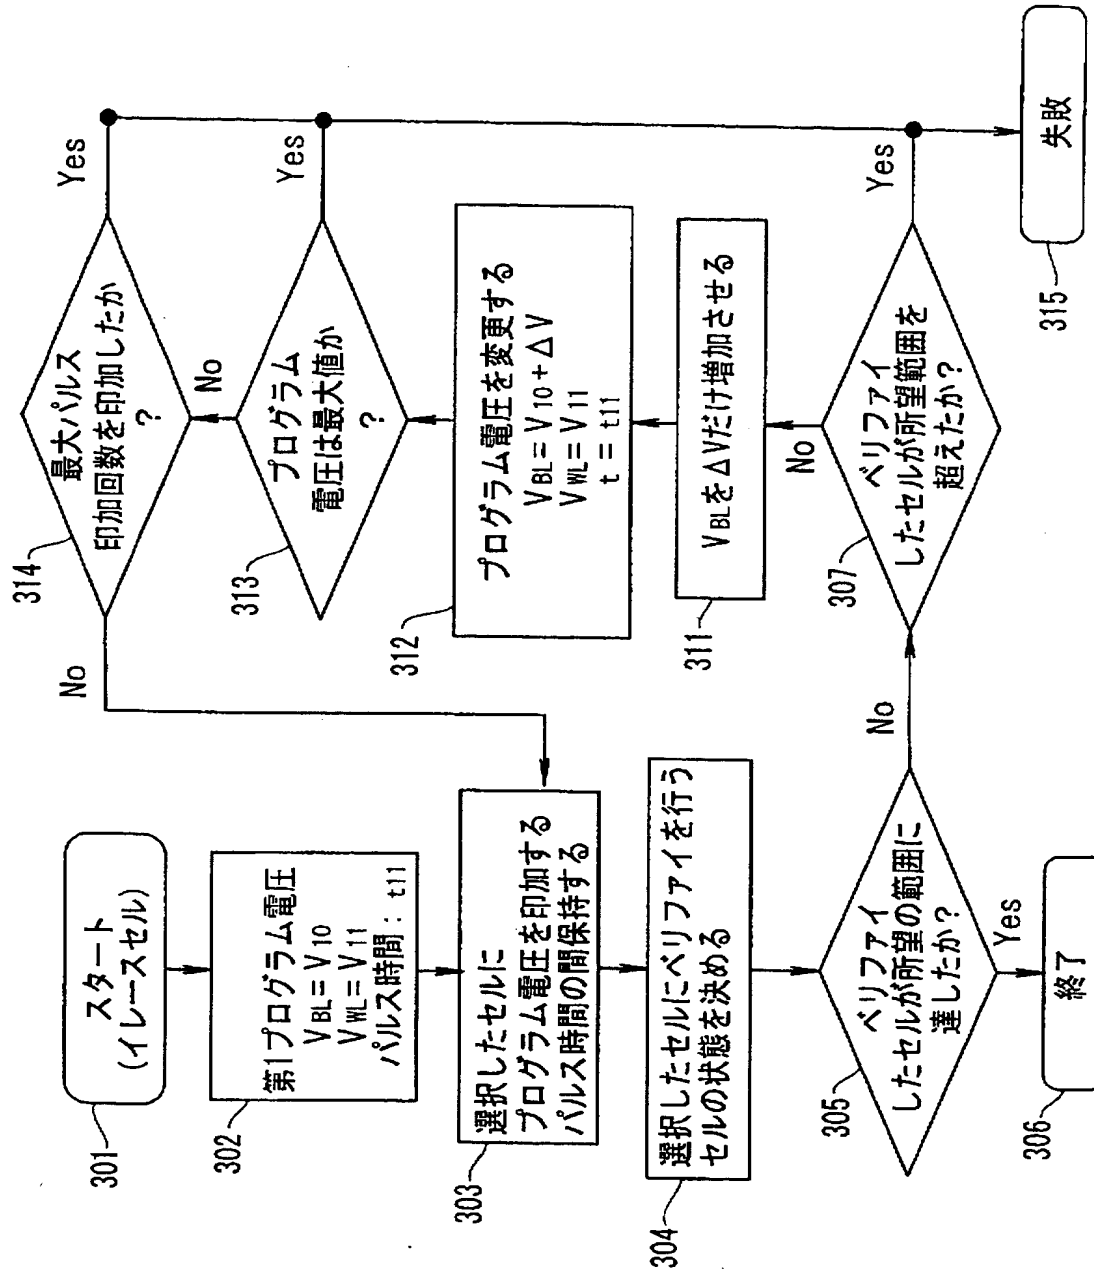 301
スタート
(イレースセル)
302
第1プログラム電圧
VBL = V10
VWL = V11
パルス時間 : t11
303
選択したセルに
プログラム電圧を印加する
パルス時間の間保持する
304
選択したセルにベリファイを行う
セルの状態を決める
305
ベリファイ
したセルが所望の範囲に
達したか?
Yes
No
306
終了
307
ベリファイ
したセルが所望範囲を
超えたか?
Yes
No
311
VBLをΔVだけ増加させる
312
プログラム電圧を変更する
VBL = V10 + ΔV
VWL = V11
t = t11
313
プログラム
電圧は最大値か
?
Yes
No
314
最大パルス
印加回数を印加したか
?
Yes
No
315
失敗